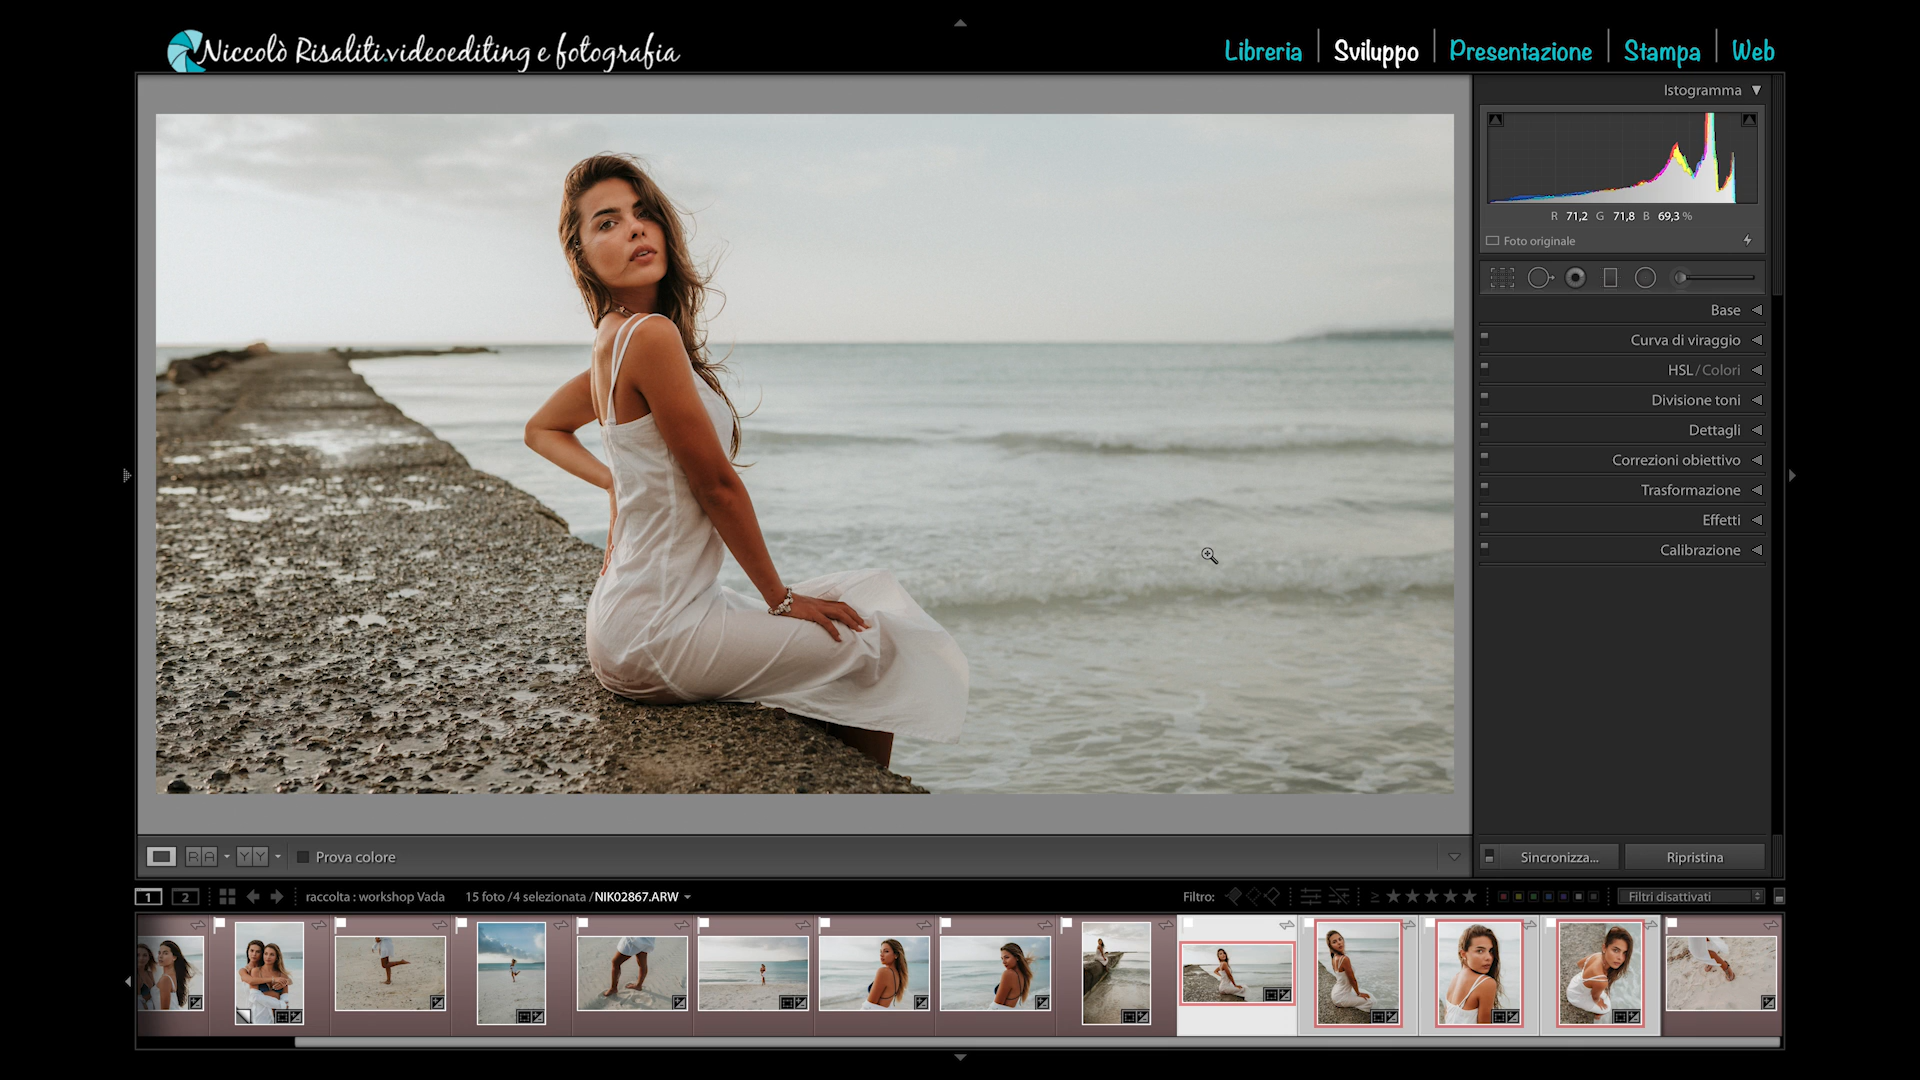 Niccolò Risaliti.videoediting e fotografia
Libreria | Sviluppo | Presentazione | Stampa | Web
Istogramma
R 71,2 G 71,8 B 69,3 %
Foto originale
Base
Curva di viraggio
HSL / Colori
Divisione toni
Dettagli
Correzioni obiettivo
Trasformazione
Effetti
Calibrazione
R A Y Y Prova colore
Sincronizza... Ripristina
1 2 raccolta : workshop Vada 15 foto /4 selezionata /NIK02867.ARW Filtro: ≥ ★★★★★ Filtri disattivati